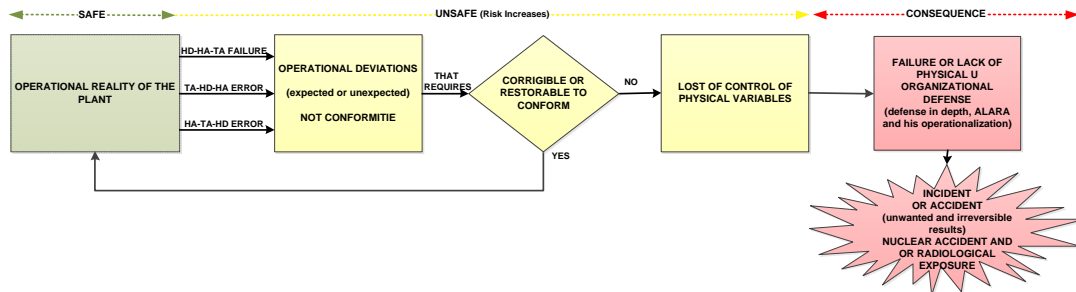 SAFE
UNSAFE (Risk Increases)
CONSEQUENCE
OPERATIONAL REALITY OF THE
PLANT
HD-HA-TA FAILURE
TA-HD-HA ERROR
HA-TA-HD ERROR
OPERATIONAL DEVIATIONS
(expected or unexpected)
NOT CONFORMITIE
THAT
REQUIRES
CORRIGIBLE OR
RESTORABLE TO
CONFORM
NO
YES
LOST OF CONTROL OF
PHYSICAL VARIABLES
FAILURE OR LACK OF
PHYSICAL U
ORGANIZATIONAL
DEFENSE
(defense in depth, ALARA
and his operationalization)
INCIDENT
OR ACCIDENT
(unwanted and irreversible
results)
NUCLEAR ACCIDENT AND
OR RADIOLOGICAL
EXPOSURE